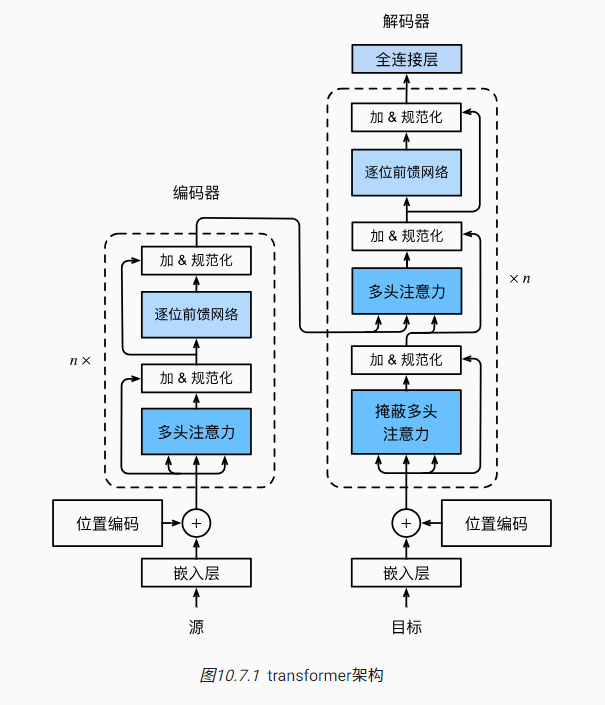 解码器
全连接层
加 & 规范化
逐位前馈网络
加 & 规范化
多头注意力
× n
加 & 规范化
掩蔽多头
注意力
位置编码
+
嵌入层
目标
编码器
加 & 规范化
逐位前馈网络
n ×
加 & 规范化
多头注意力
位置编码
+
嵌入层
源
图10.7.1 transformer架构